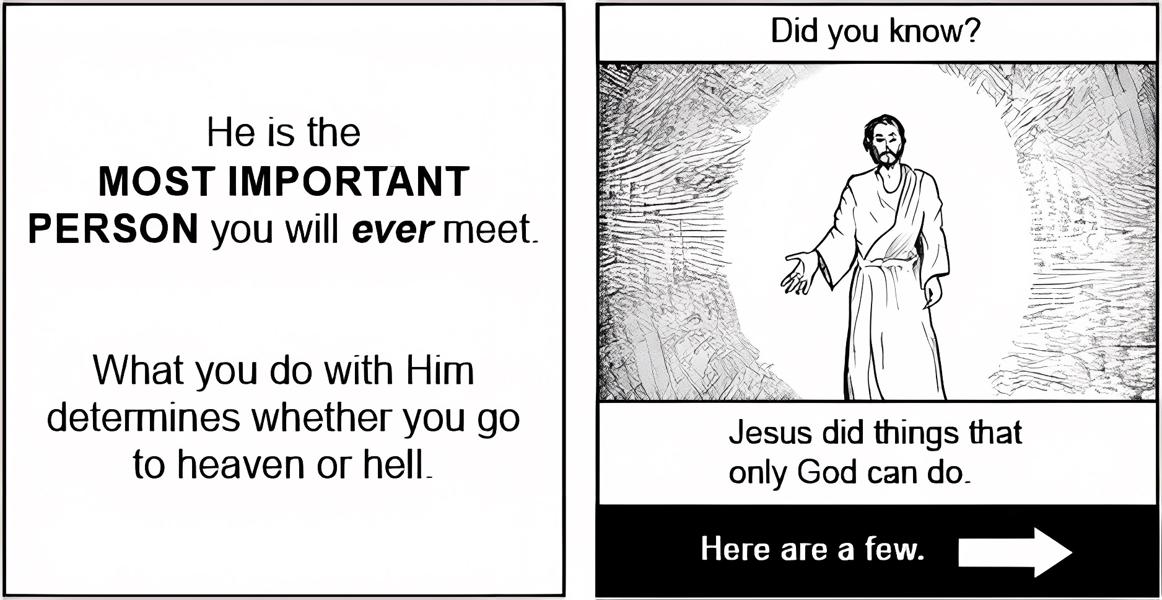 He is the
MOST IMPORTANT
PERSON you will ever meet.
What you do with Him
determines whether you go
to heaven or hell.
Did you know?
Jesus did things that
only God can do.
Here are a few.